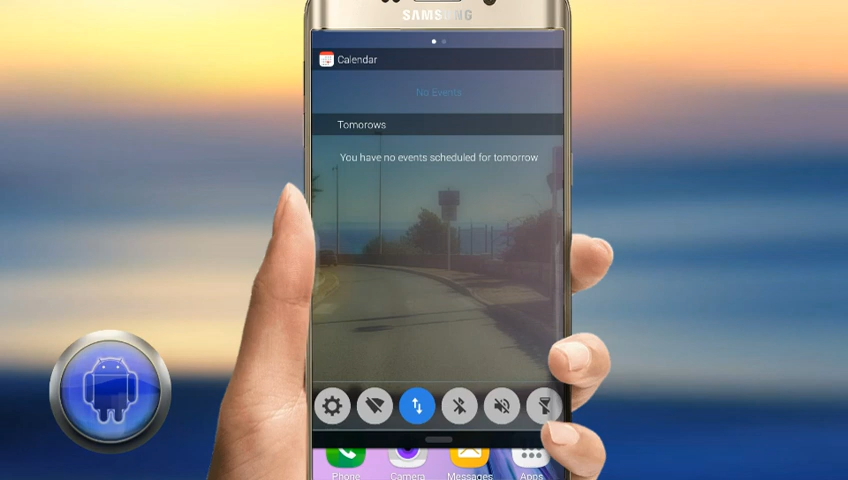 SAMSUNG
Calendar
No Events
Tomorows
You have no events scheduled for tomorrow
Phone
Camera
Messages
Apps